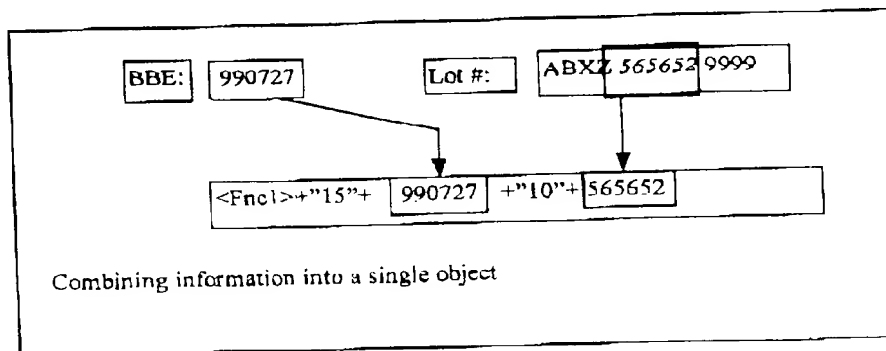 BBE: 990727 Lot #: ABXZ 565652 9999
<Fnc1>+"15"+ 990727 +"10"+ 565652
Combining information into a single object